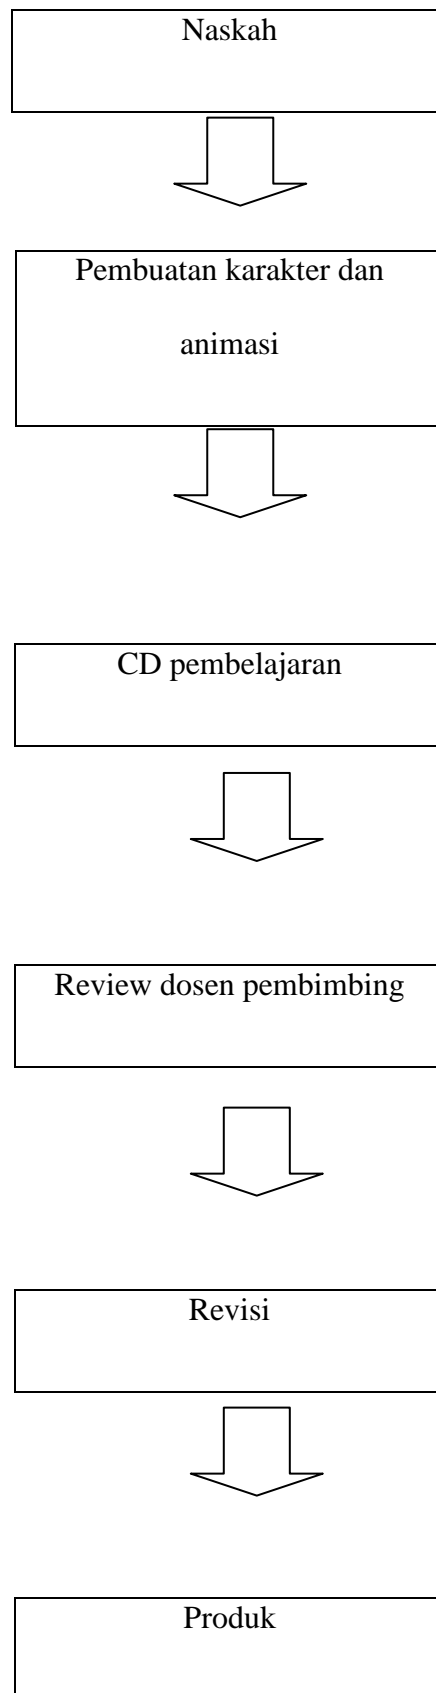 Naskah
Pembuatan karakter dan
animasi
CD pembelajaran
Review dosen pembimbing
Revisi
Produk